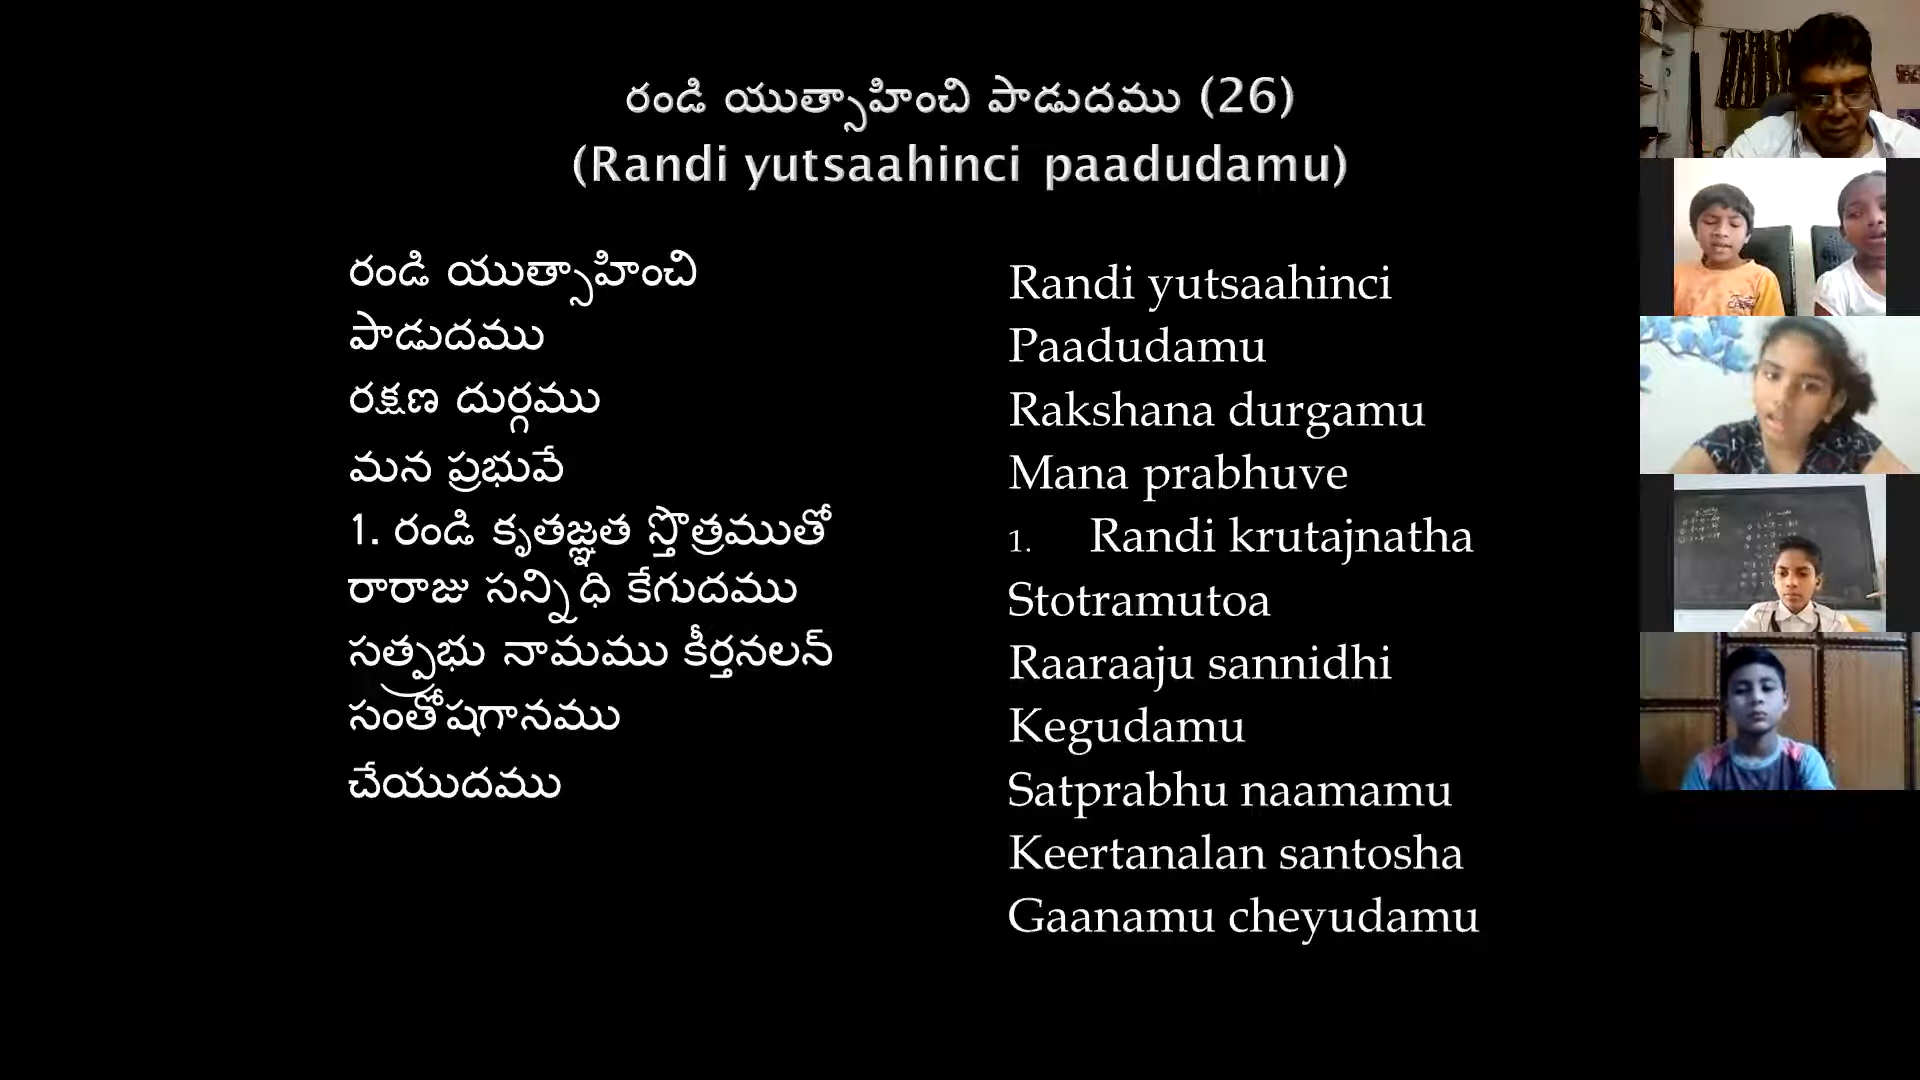 రండి యుత్సాహించి పాడుదము (26)
(Randi yutsaahinci paadudamu)
రండి యుత్సాహించి
పాడుదము
రక్షణ దుర్గము
మన ప్రభువే
1. రండి కృతజ్ఞత స్తొత్రముతో
రారాజు సన్నిధి కేగుదము
సత్ప్రభు నామము కీర్తనలన్
సంతోషగానము
చేయుదము
Randi yutsaahinci
Paadudamu
Rakshana durgamu
Mana prabhuve
1. Randi krutajnatha
Stotramutoa
Raaraaju sannidhi
Kegudamu
Satprabhu naamamu
Keertanalan santosha
Gaanamu cheyudamu